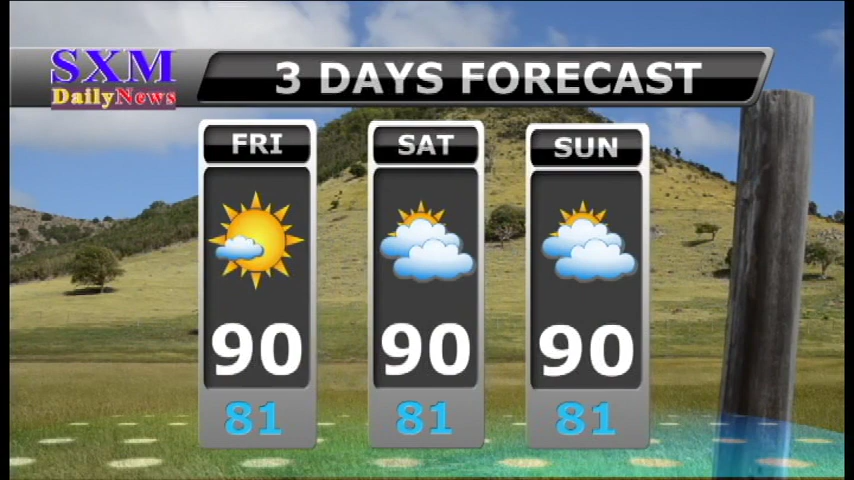 SXM
DailyNews
3 DAYS FORECAST
FRI
SAT
SUN
90
90
90
81
81
81